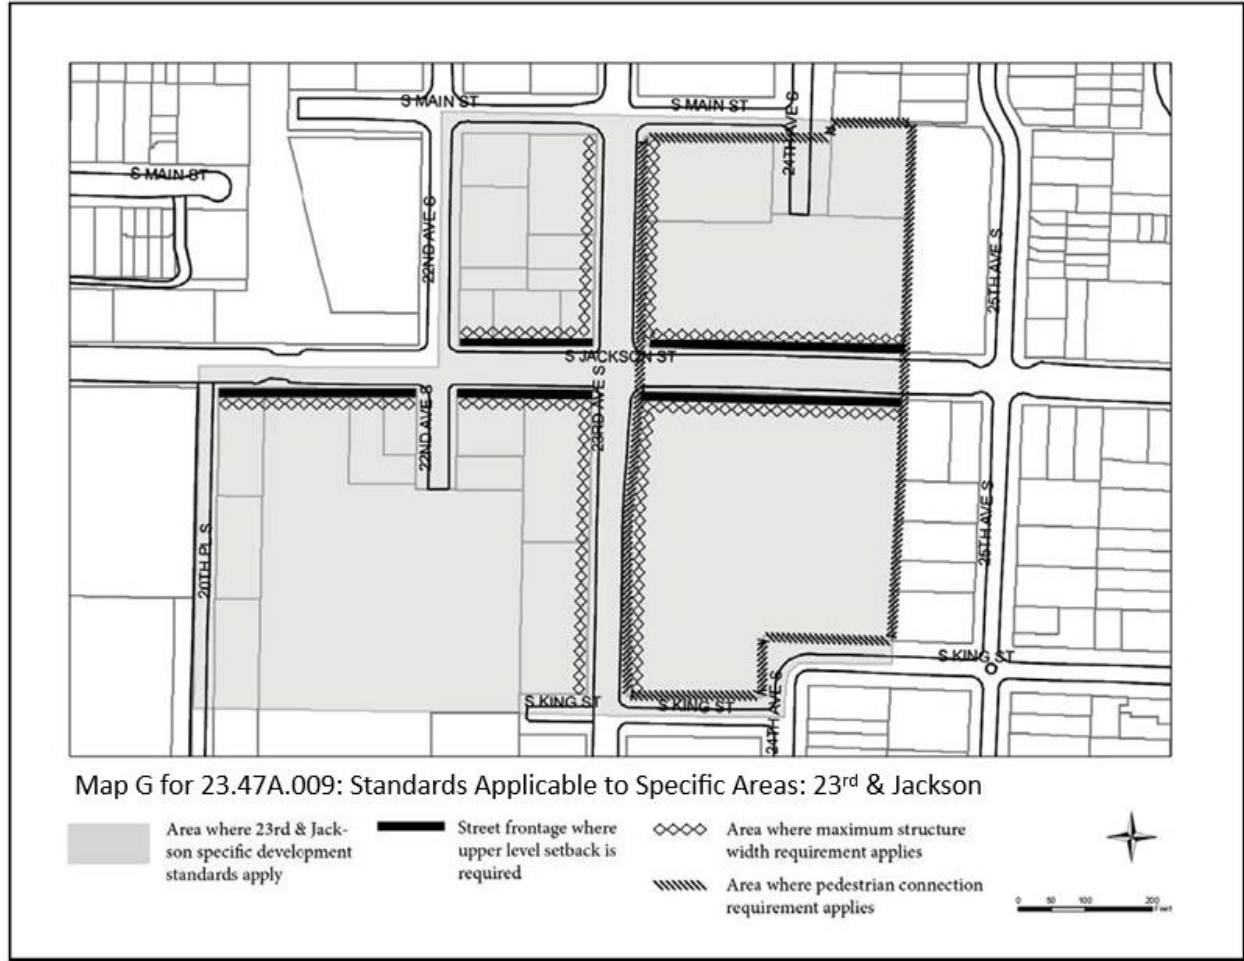 S MAIN ST
S MAIN ST
S MAIN ST
24TH AVE S
22ND AVE S
25TH AVE S
S JACKSON ST
23RD AVE S
22ND AVE S
25TH AVE S
20TH PL S
S KING ST
S KING ST
S KING ST
24TH AVE S
Map G for 23.47A.009: Standards Applicable to Specific Areas: 23rd & Jackson
Area where 23rd & Jack-
son specific development
standards apply
Street frontage where
upper level setback is
required
Area where maximum structure
width requirement applies
Area where pedestrian connection
requirement applies
0 50 100 200
Feet